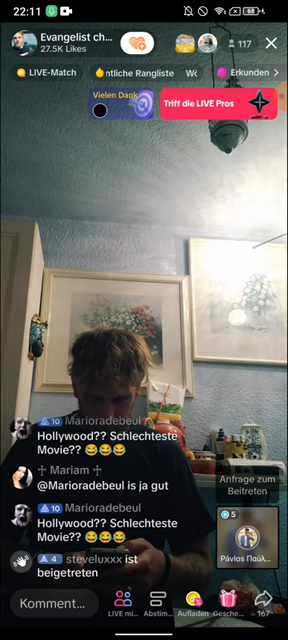 22:11
68
Evangelist ch...
27.5K Likes
117
LIVE-Match
ntliche Rangliste
Wö
Erkunden
Vielen Dank
Triff die LIVE Pros
10 Marioradebeul
Hollywood?? Schlechteste
Movie?? 😂😂😂
♱ Mariam ♱
@Marioradebeul is ja gut
10 Marioradebeul
Hollywood?? Schlechteste
Movie?? 😂😂😂
4 steveluxxx ist
beigetreten
Anfrage zum
Beitreten
5
Pávlos Παύλ...
Komment...
LIVE mi...
Abstim...
Aufladen
Gesche...
167